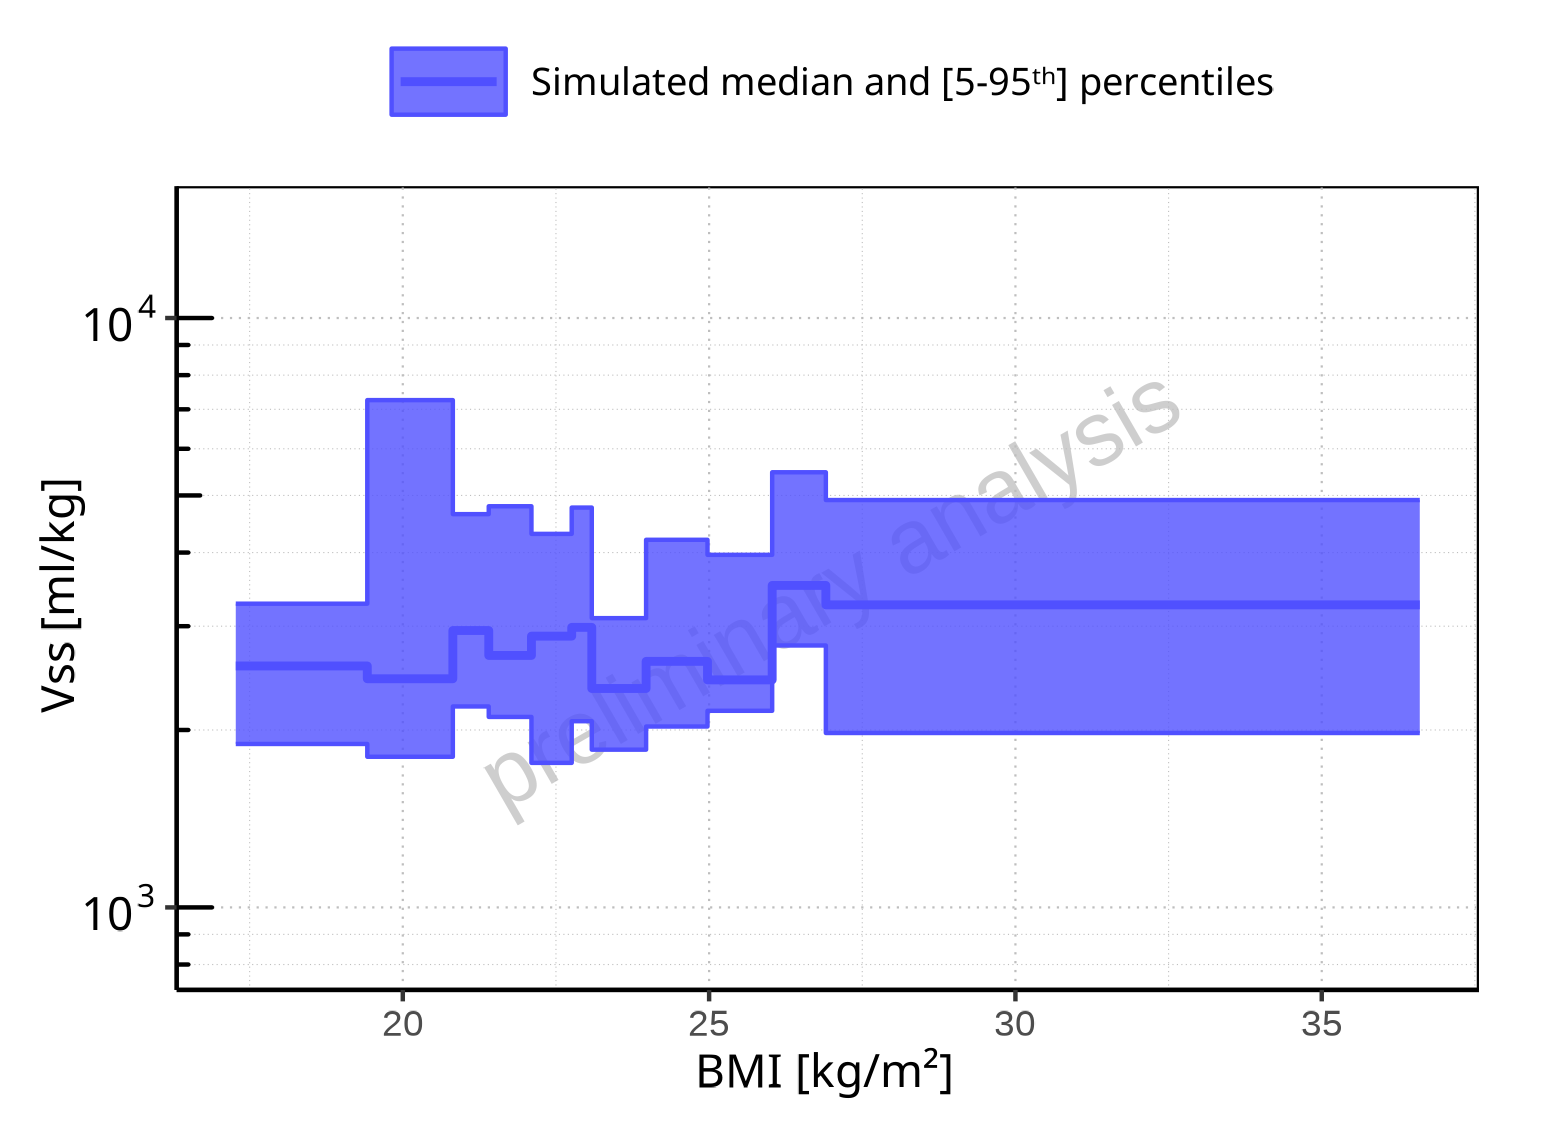 Simulated median and [5-95ᵗʰ] percentiles
Vss [ml/kg]
10⁴
10³
preliminary analysis
20 25 30 35
BMI [kg/m²]